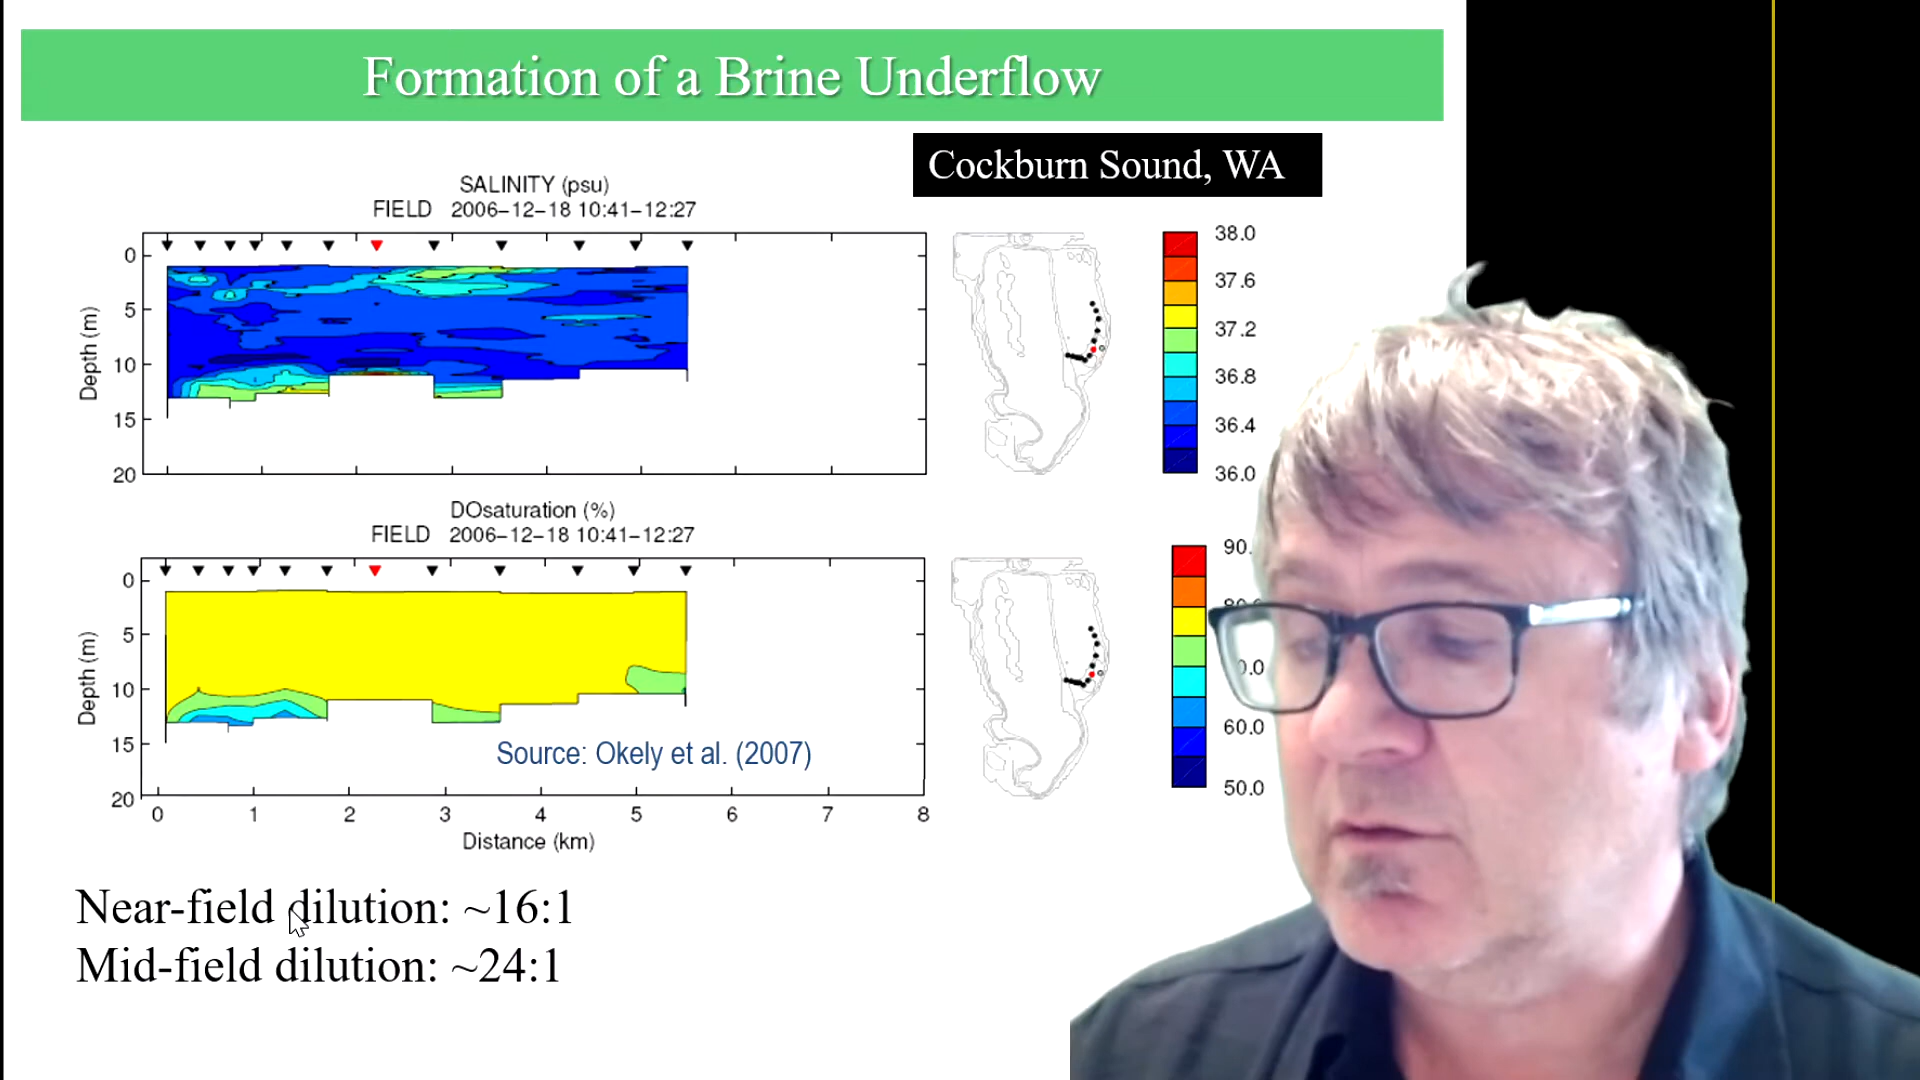 Formation of a Brine Underflow
Cockburn Sound, WA
SALINITY (psu)
FIELD 2006-12-18 10:41-12:27
0
5
10
15
20
Depth (m)
38.0
37.6
37.2
36.8
36.4
36.0
DOsaturation (%)
FIELD 2006-12-18 10:41-12:27
0
5
10
15
20
Depth (m)
Source: Okely et al. (2007)
0 1 2 3 4 5 6 7 8
Distance (km)
90.
60.0
50.0
Near-field dilution: ~16:1
Mid-field dilution: ~24:1